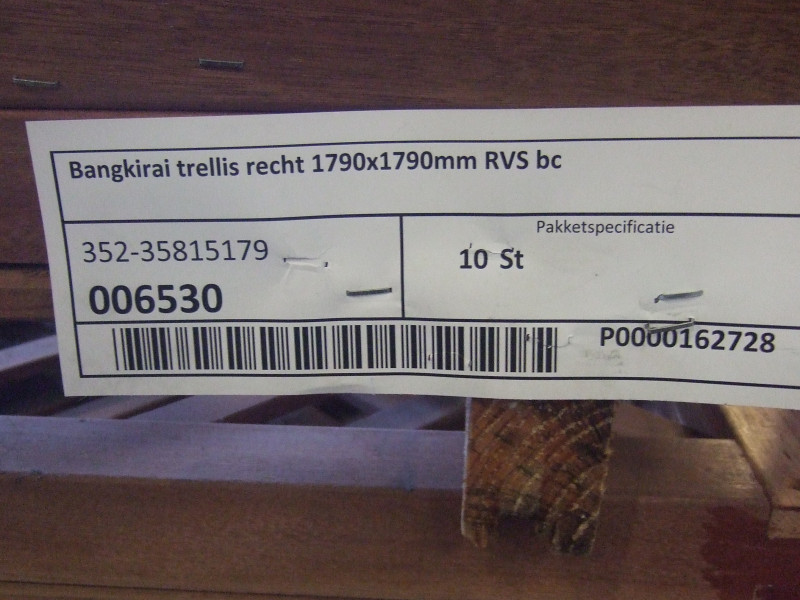 Bangkirai trellis recht 1790x1790mm RVS bc
Pakketspecificatie
352-35815179
10 St
006530
P0000162728